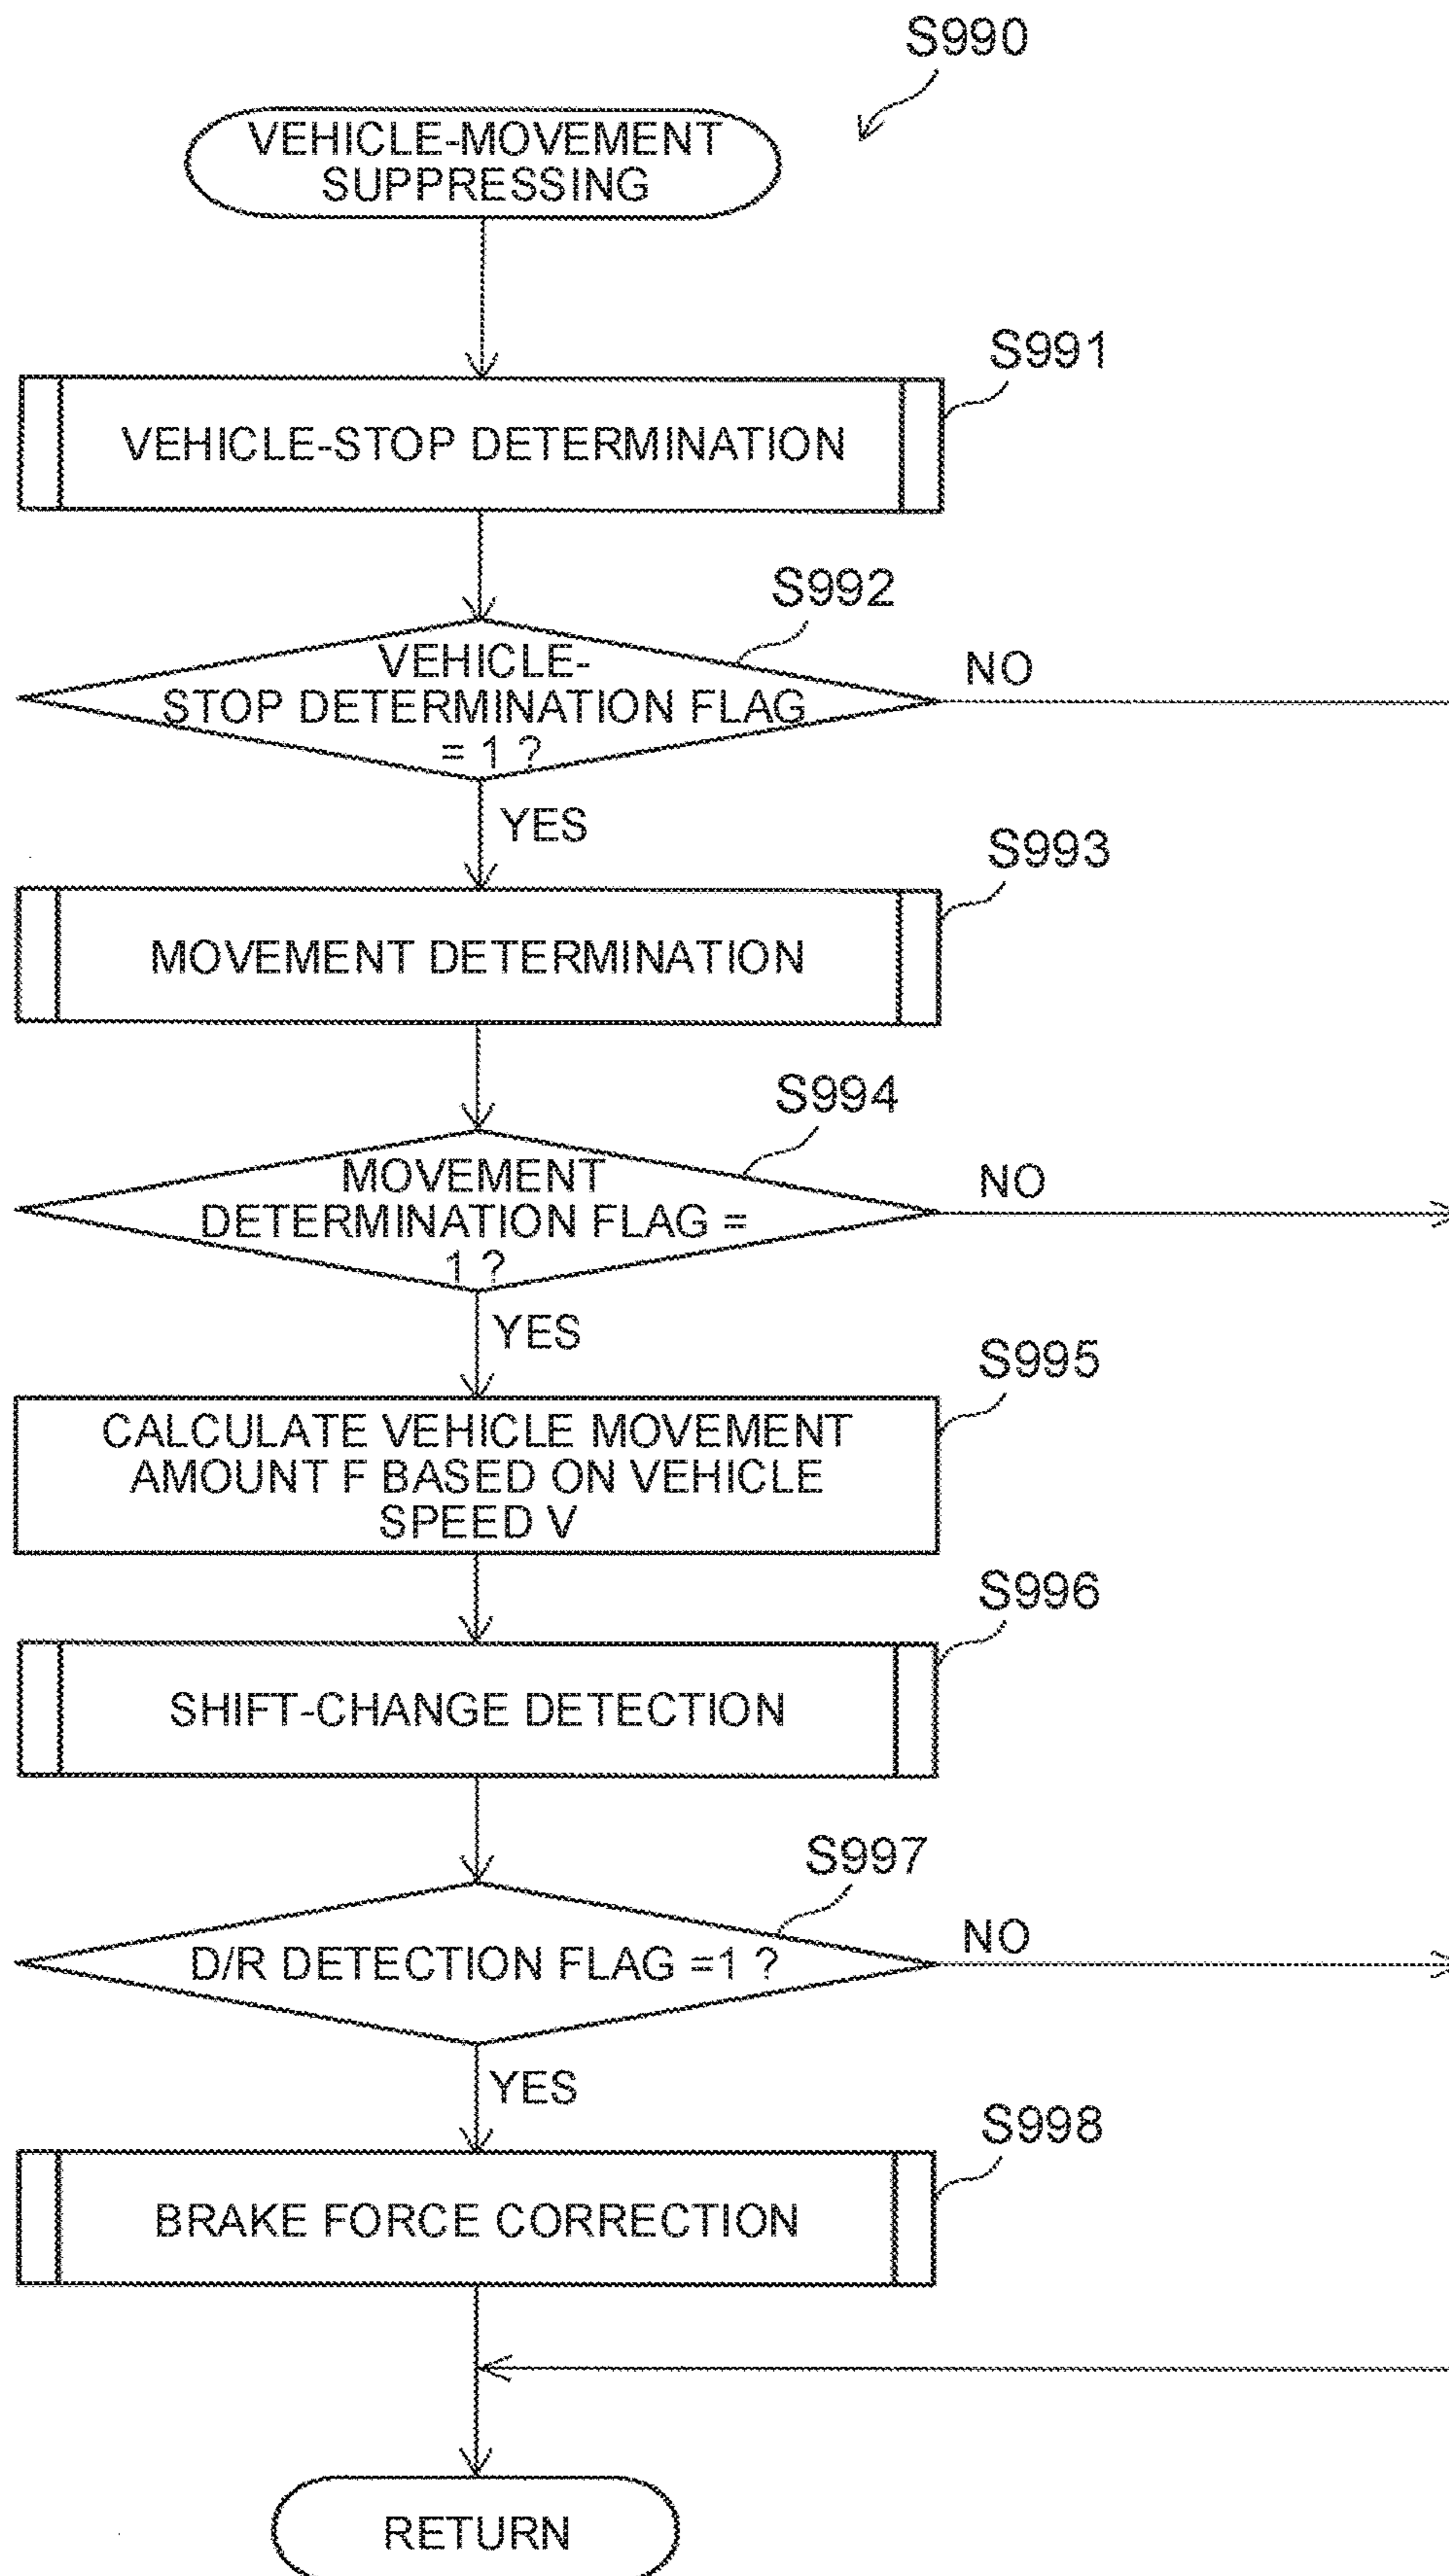 S990
VEHICLE-MOVEMENT
SUPPRESSING
S991
VEHICLE-STOP DETERMINATION
S992
VEHICLE-
STOP DETERMINATION FLAG
= 1 ?
NO
YES
S993
MOVEMENT DETERMINATION
S994
MOVEMENT
DETERMINATION FLAG =
1 ?
NO
YES
S995
CALCULATE VEHICLE MOVEMENT
AMOUNT F BASED ON VEHICLE
SPEED V
S996
SHIFT-CHANGE DETECTION
S997
D/R DETECTION FLAG =1 ?
NO
YES
S998
BRAKE FORCE CORRECTION
RETURN